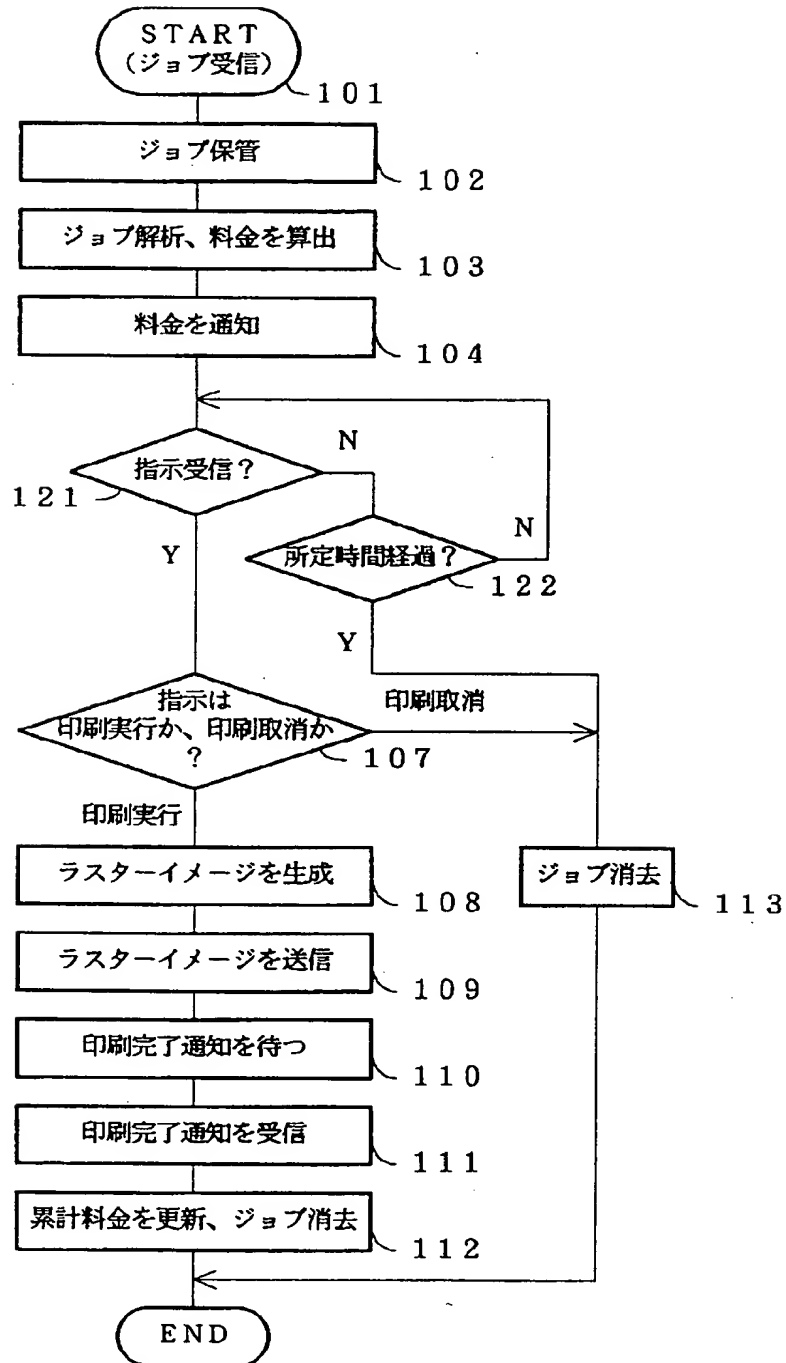 START
(ジョブ受信)
101
ジョブ保管
102
ジョブ解析、料金を算出
103
料金を通知
104
指示受信?
121
N
Y
所定時間経過?
122
N
Y
指示は
印刷実行か、印刷取消か
?
107
印刷取消
印刷実行
ラスターイメージを生成
108
ジョブ消去
113
ラスターイメージを送信
109
印刷完了通知を待つ
110
印刷完了通知を受信
111
累計料金を更新、ジョブ消去
112
END